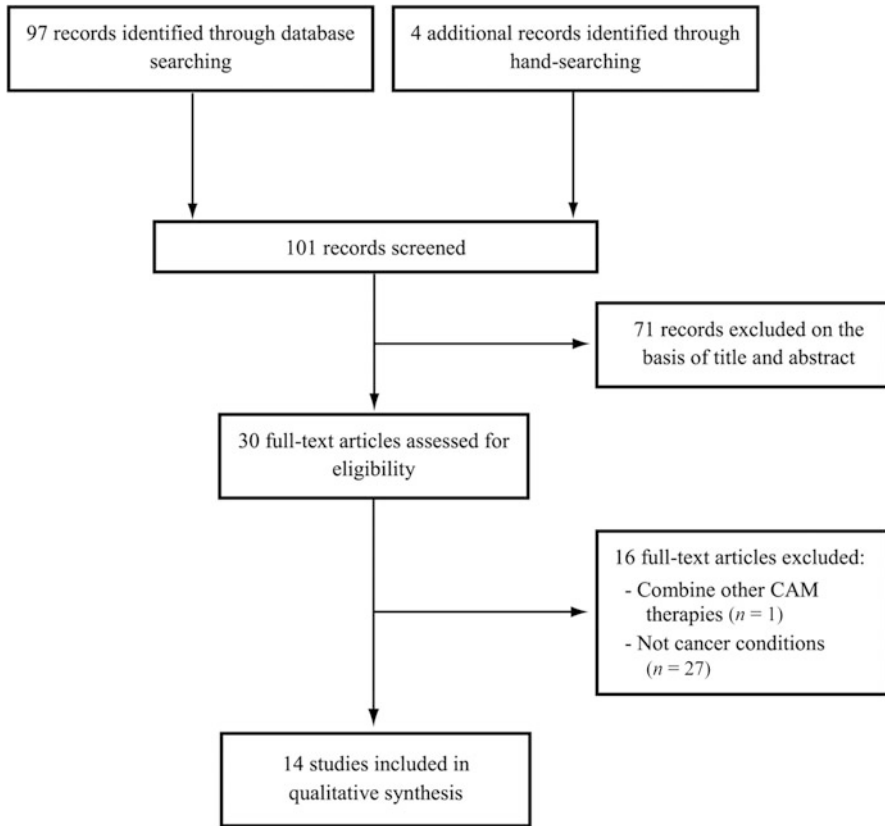 97 records identified through database
searching
4 additional records identified through
hand-searching
101 records screened
71 records excluded on the
basis of title and abstract
30 full-text articles assessed for
eligibility
16 full-text articles excluded:
- Combine other CAM
therapies (n = 1)
- Not cancer conditions
(n = 27)
14 studies included in
qualitative synthesis